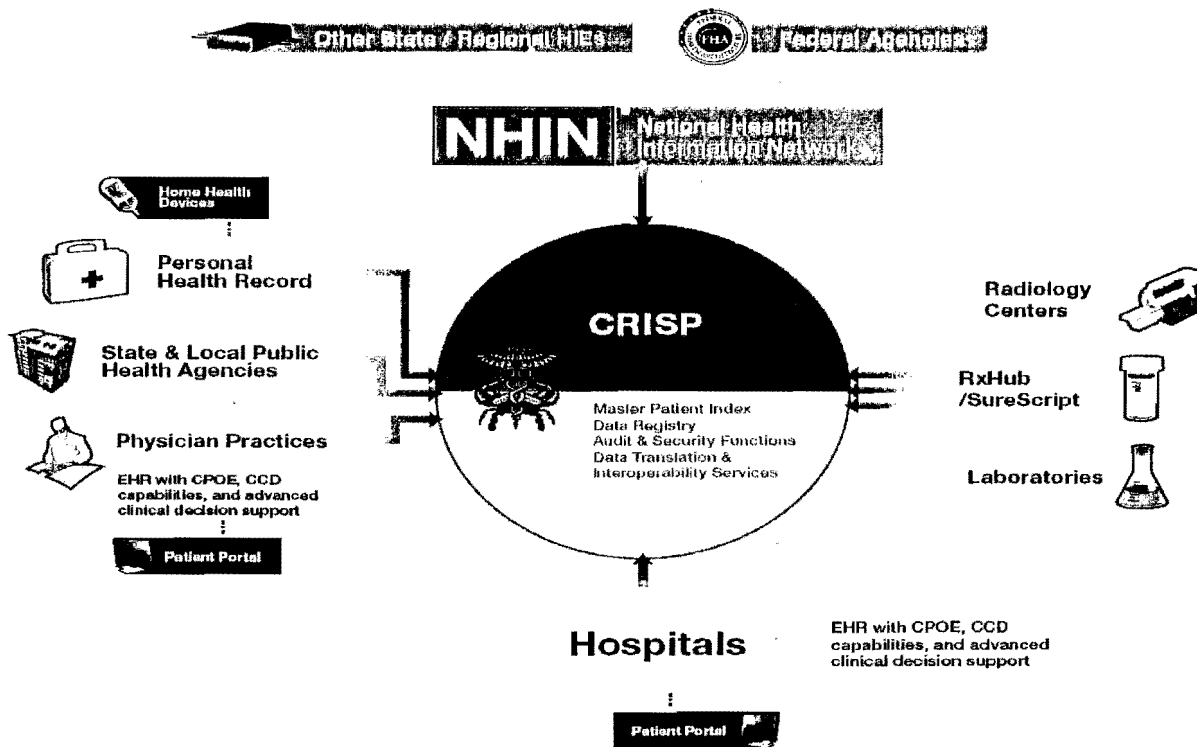 Other State / Regional HIEs
FHA
Federal Agencies
NHIN
National Health
Information Network
Home Health
Devices
Personal
Health Record
State & Local Public
Health Agencies
Physician Practices
EHR with CPOE, CCD
capabilities, and advanced
clinical decision support
Patient Portal
CRISP
Master Patient Index
Data Registry
Audit & Security Functions
Data Translation &
Interoperability Services
Radiology
Centers
RxHub
/SureScript
Laboratories
Hospitals
EHR with CPOE, CCD
capabilities, and advanced
clinical decision support
Patient Portal